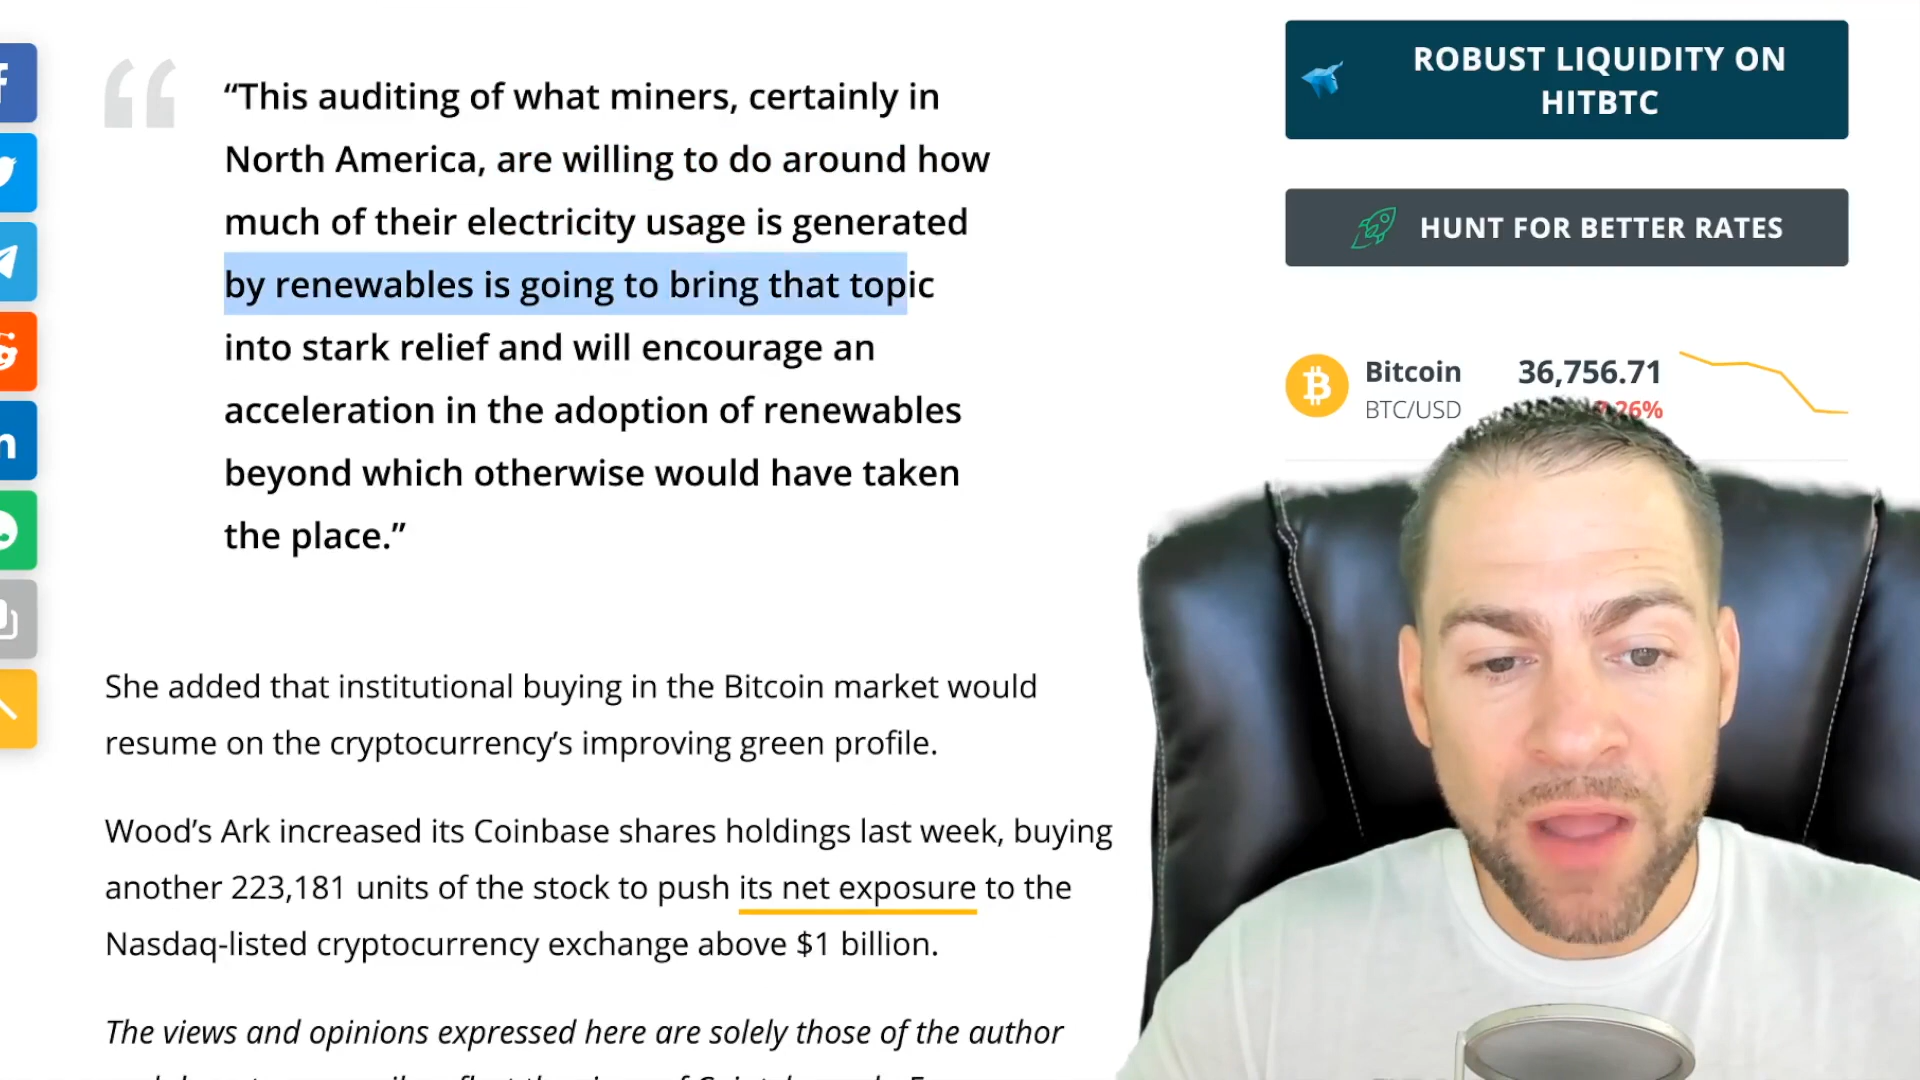 “This auditing of what miners, certainly in
North America, are willing to do around how
much of their electricity usage is generated
by renewables is going to bring that topic
into stark relief and will encourage an
acceleration in the adoption of renewables
beyond which otherwise would have taken
the place.”
She added that institutional buying in the Bitcoin market would
resume on the cryptocurrency’s improving green profile.
Wood’s Ark increased its Coinbase shares holdings last week, buying
another 223,181 units of the stock to push its net exposure to the
Nasdaq-listed cryptocurrency exchange above $1 billion.
The views and opinions expressed here are solely those of the author
ROBUST LIQUIDITY ON
HITBTC
HUNT FOR BETTER RATES
Bitcoin 36,756.71
BTC/USD